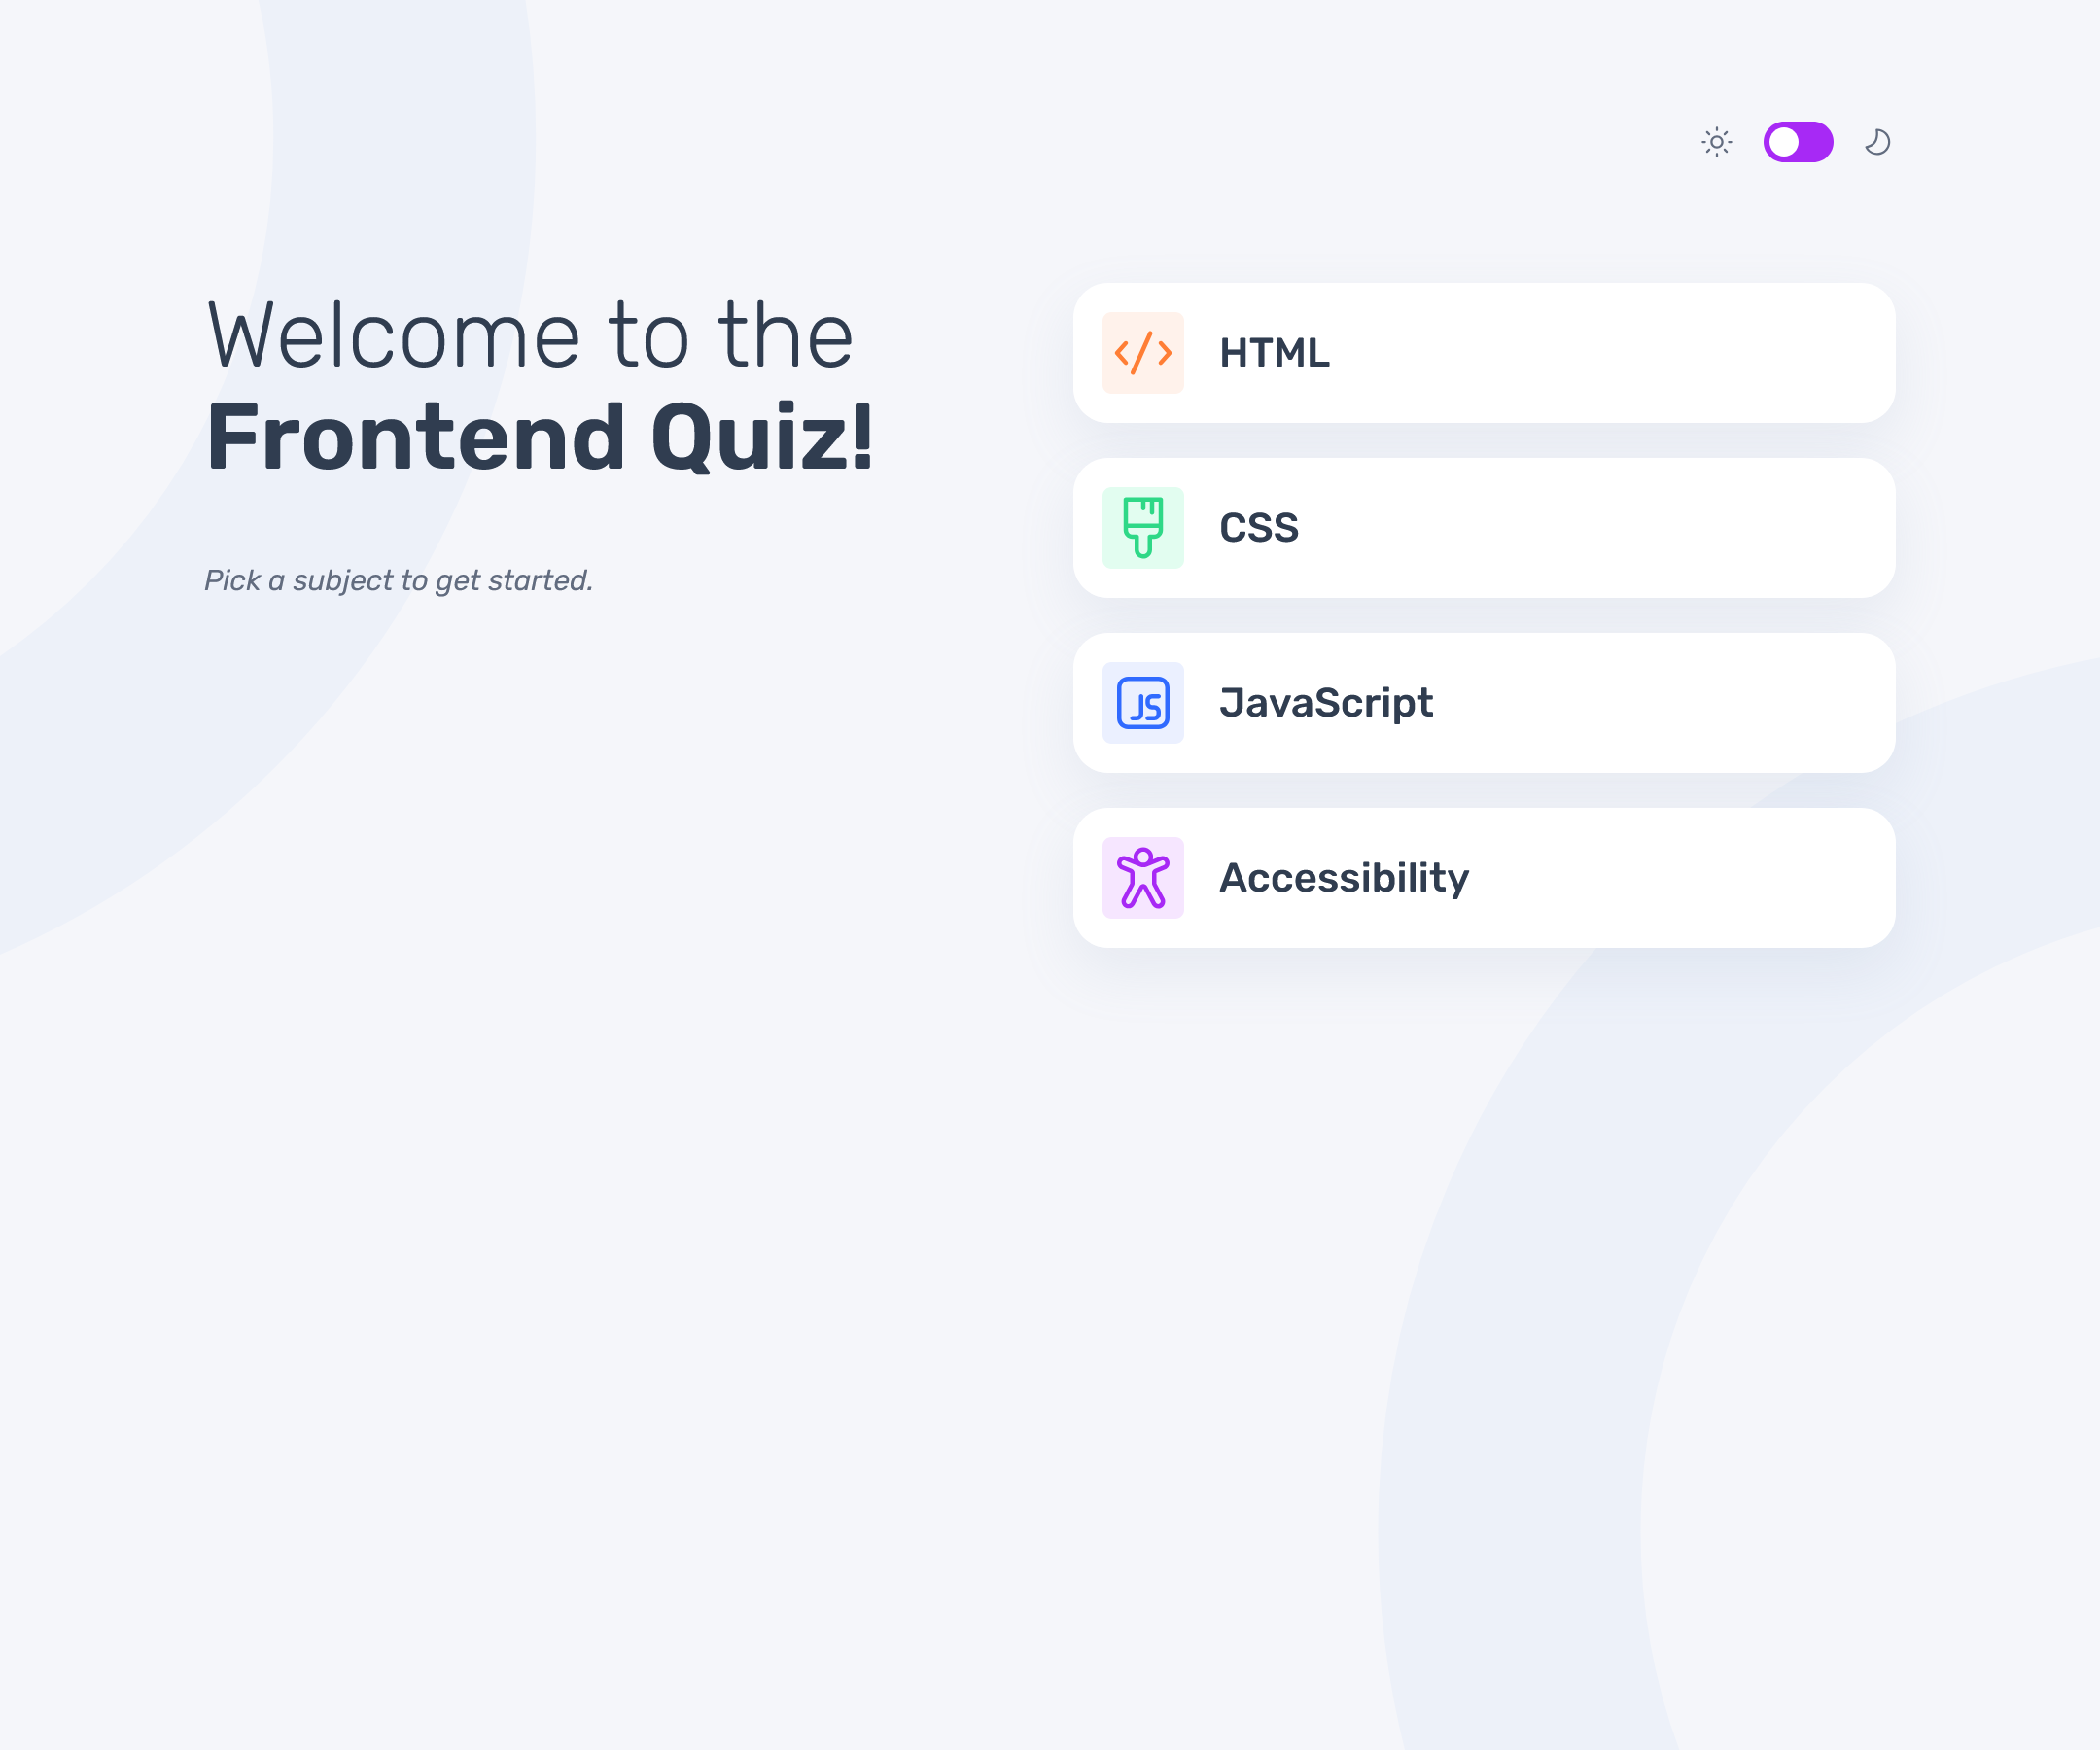 Welcome to the
Frontend Quiz!
Pick a subject to get started.
HTML
CSS
JS
JavaScript
Accessibility